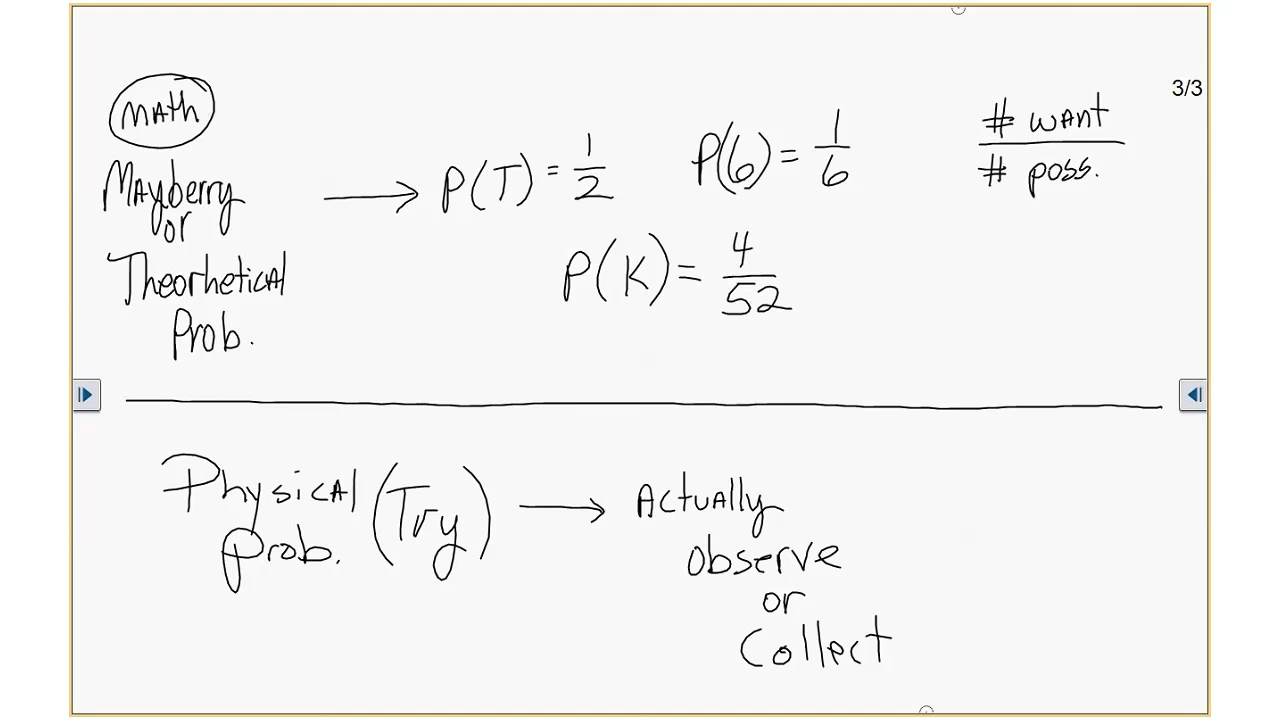 3/3
MATH
Mayberry
or
Theorhetical
Prob.
P(T) = 1/2
P(6) = 1/6
# want
# poss.
P(K) = 4/52
Physical (Try)
Prob.
Actually
observe
or
Collect